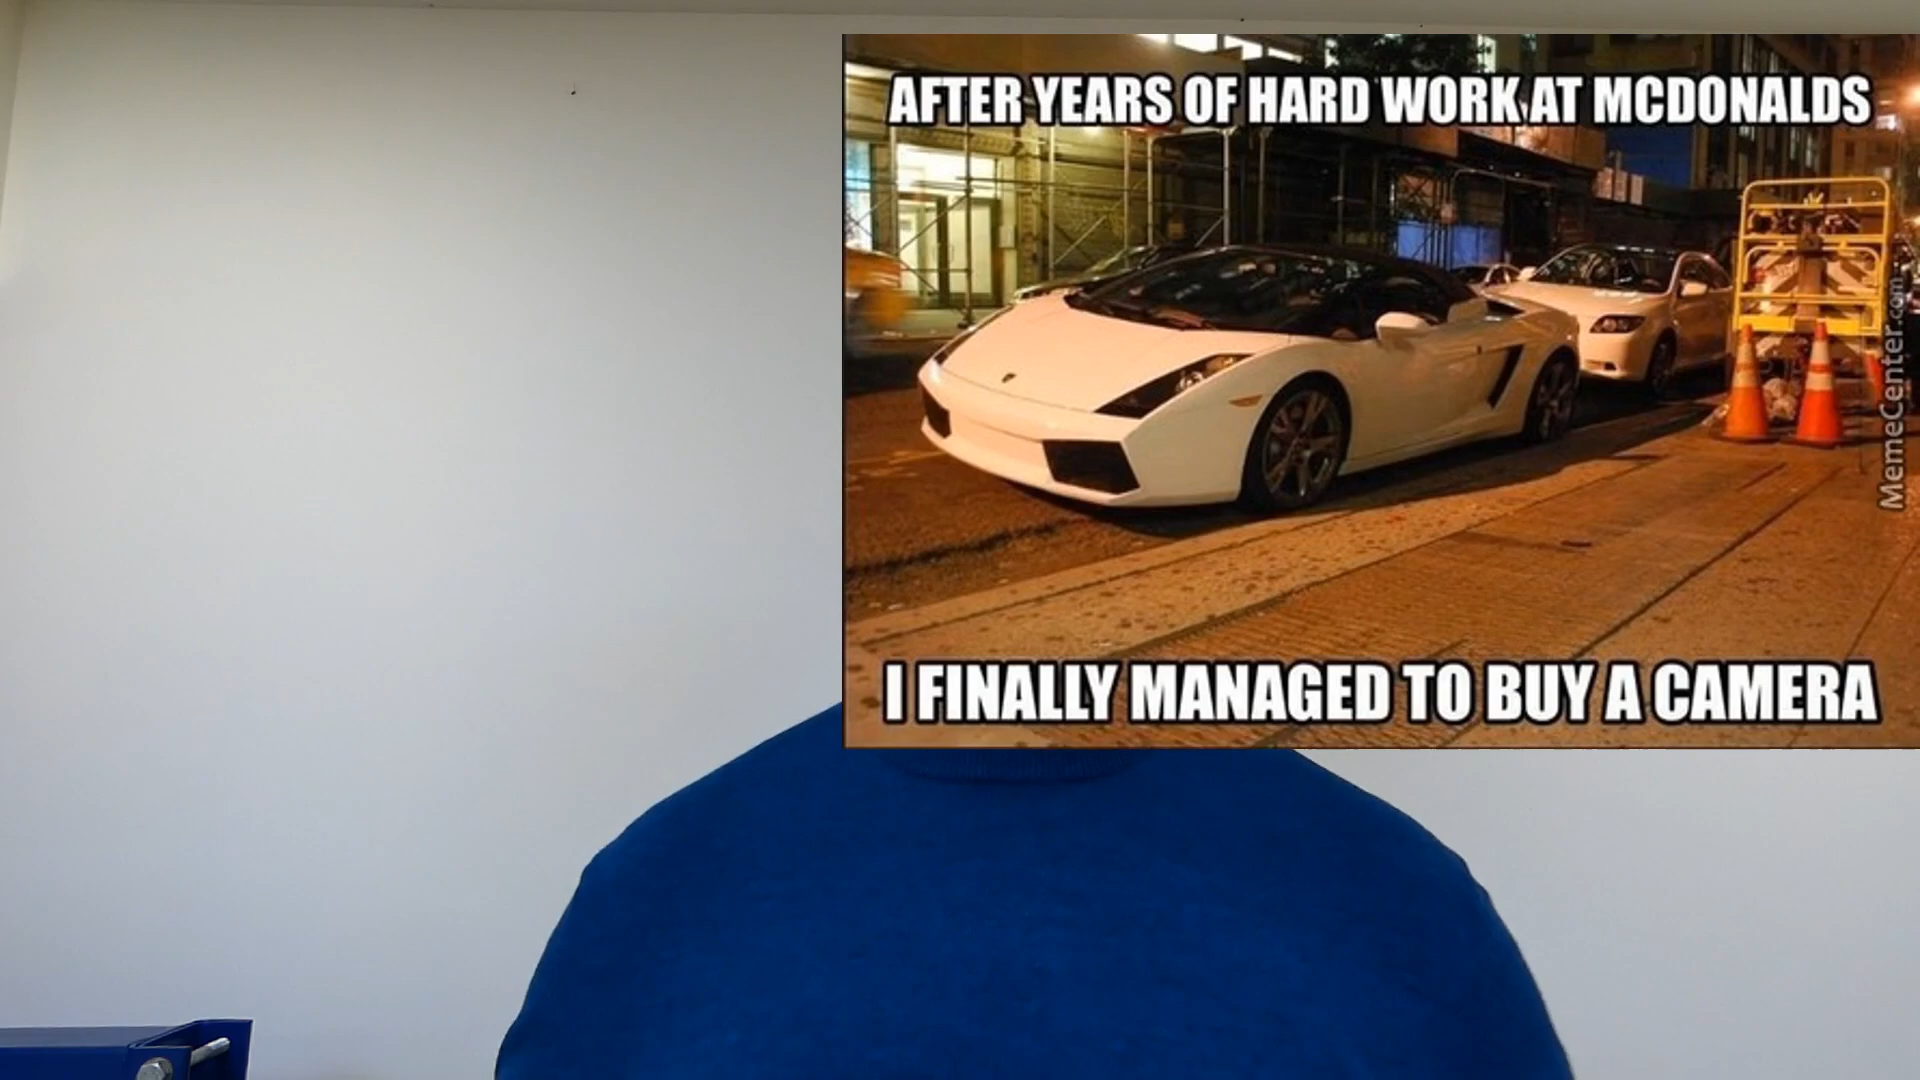 AFTER YEARS OF HARD WORK AT MCDONALDS
I FINALLY MANAGED TO BUY A CAMERA
MemeCenter.com